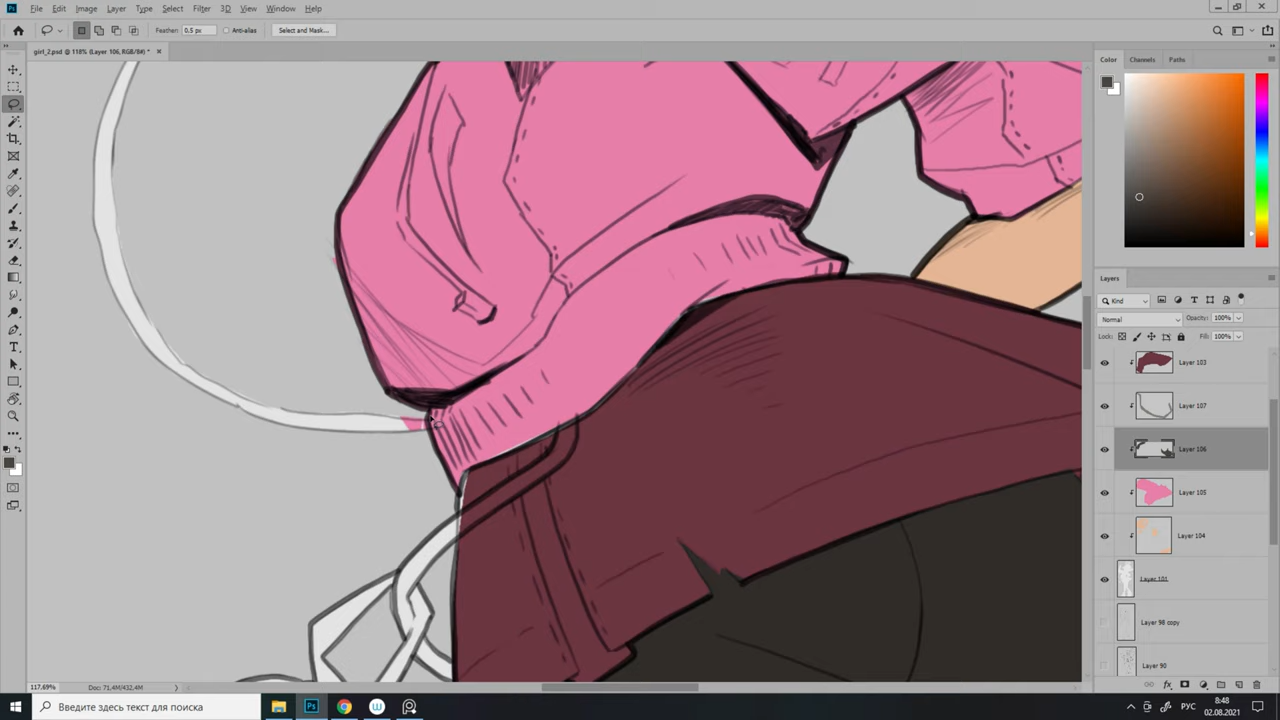 Ps File Edit Image Layer Type Select Filter 3D View Window Help
Feather: 0,5 px Anti-alias Select and Mask...
girl_2.psd @ 118% (Layer 106, RGB/8#) * ×
Color Channels Paths
Layers
Kind
Normal Opacity: 100%
Lock: Fill: 100%
Layer 103
Layer 107
Layer 106
Layer 105
Layer 104
Layer 101
Layer 98 copy
Layer 90
117,69% Doc: 71,4M/432,4M
Введите здесь текст для поиска
Ps
РУС
8:48
02.08.2021